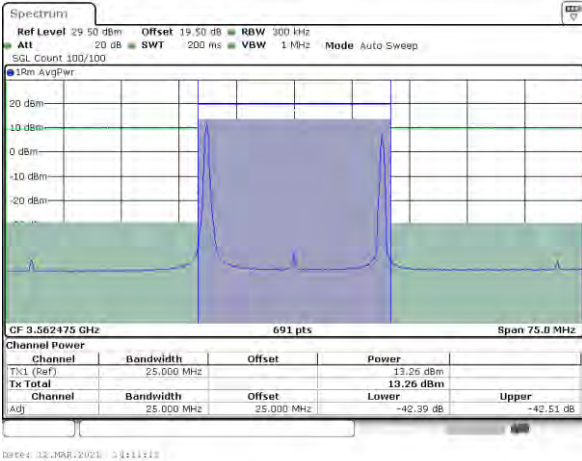 Spectrum
Ref Level 29.50 dBm Offset 19.50 dB RBW 300 kHz
Att 20 dB SWT 200 ms VBW 1 MHz Mode Auto Sweep
SGL Count 100/100
1Rm AvgPwr
20 dBm
10 dBm
0 dBm
-10 dBm
-20 dBm
CF 3.562475 GHz 691 pts Span 75.0 MHz
Channel Power
Channel Bandwidth Offset Power
TX1 (Ref) 25.000 MHz 13.26 dBm
Tx Total 13.26 dBm
Channel Bandwidth Offset Lower Upper
Adj 25.000 MHz 25.000 MHz -42.39 dB -42.51 dB
Date: 12.MAR.2021 14:11:13